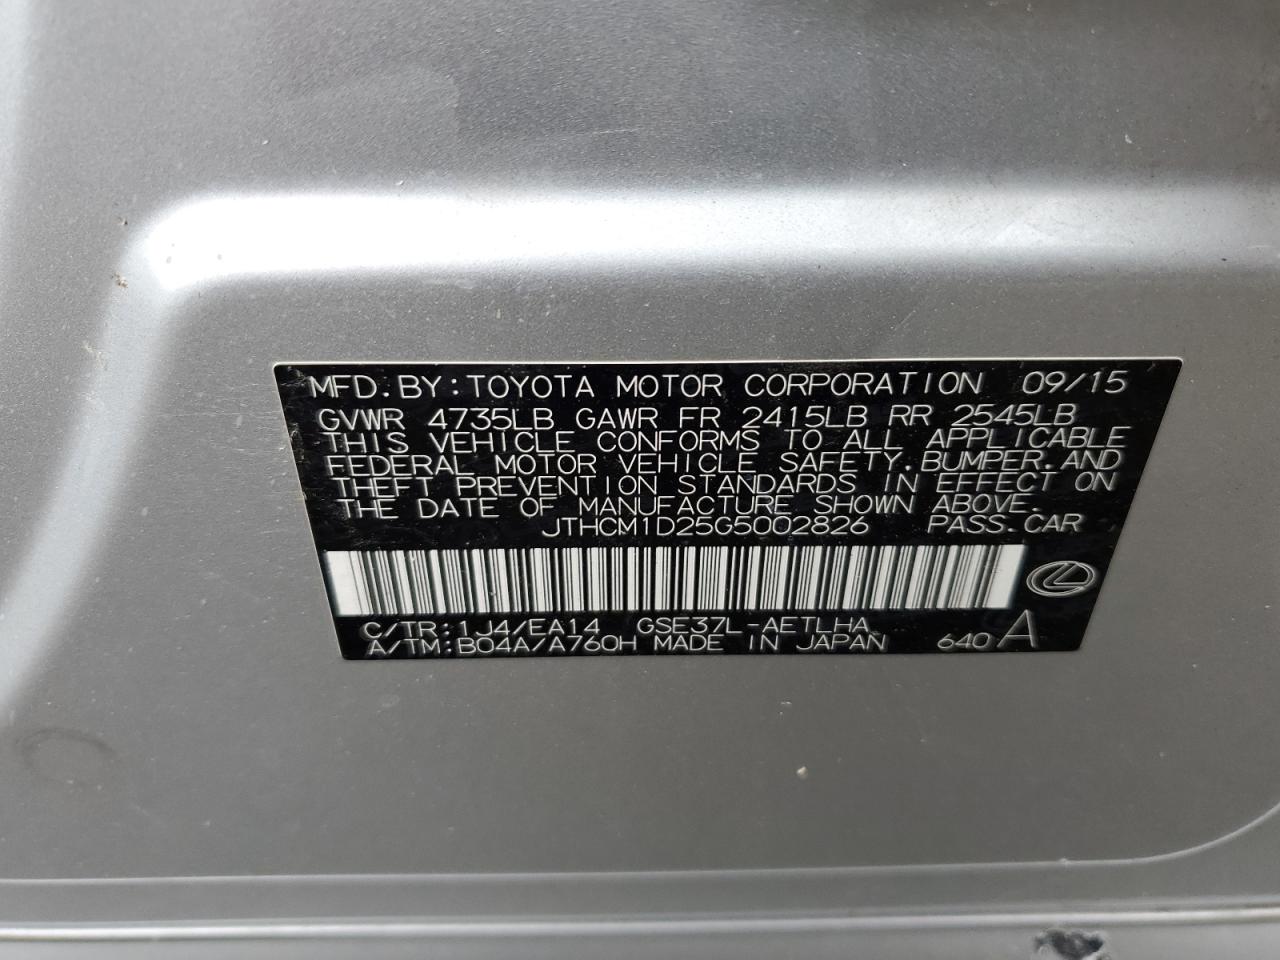 MFD.BY:TOYOTA MOTOR CORPORATION 09/15
GVWR 4735LB GAWR FR 2415LB RR 2545LB
THIS VEHICLE CONFORMS TO ALL APPLICABLE
FEDERAL MOTOR VEHICLE SAFETY.BUMPER.AND
THEFT PREVENTION STANDARDS IN EFFECT ON
THE DATE OF MANUFACTURE SHOWN ABOVE.
JTHCM1D25G5002826 PASS.CAR
C/TR:1J4/EA14 GSE37L-AETLHA
A/TM:B04A/A760H MADE IN JAPAN 640 A